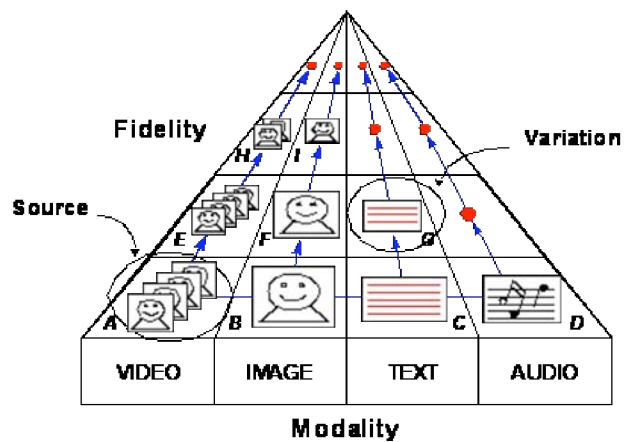 Fidelity
Variation
H
I
Source
E
F
G
A
B
C
D
VIDEO
IMAGE
TEXT
AUDIO
Modality